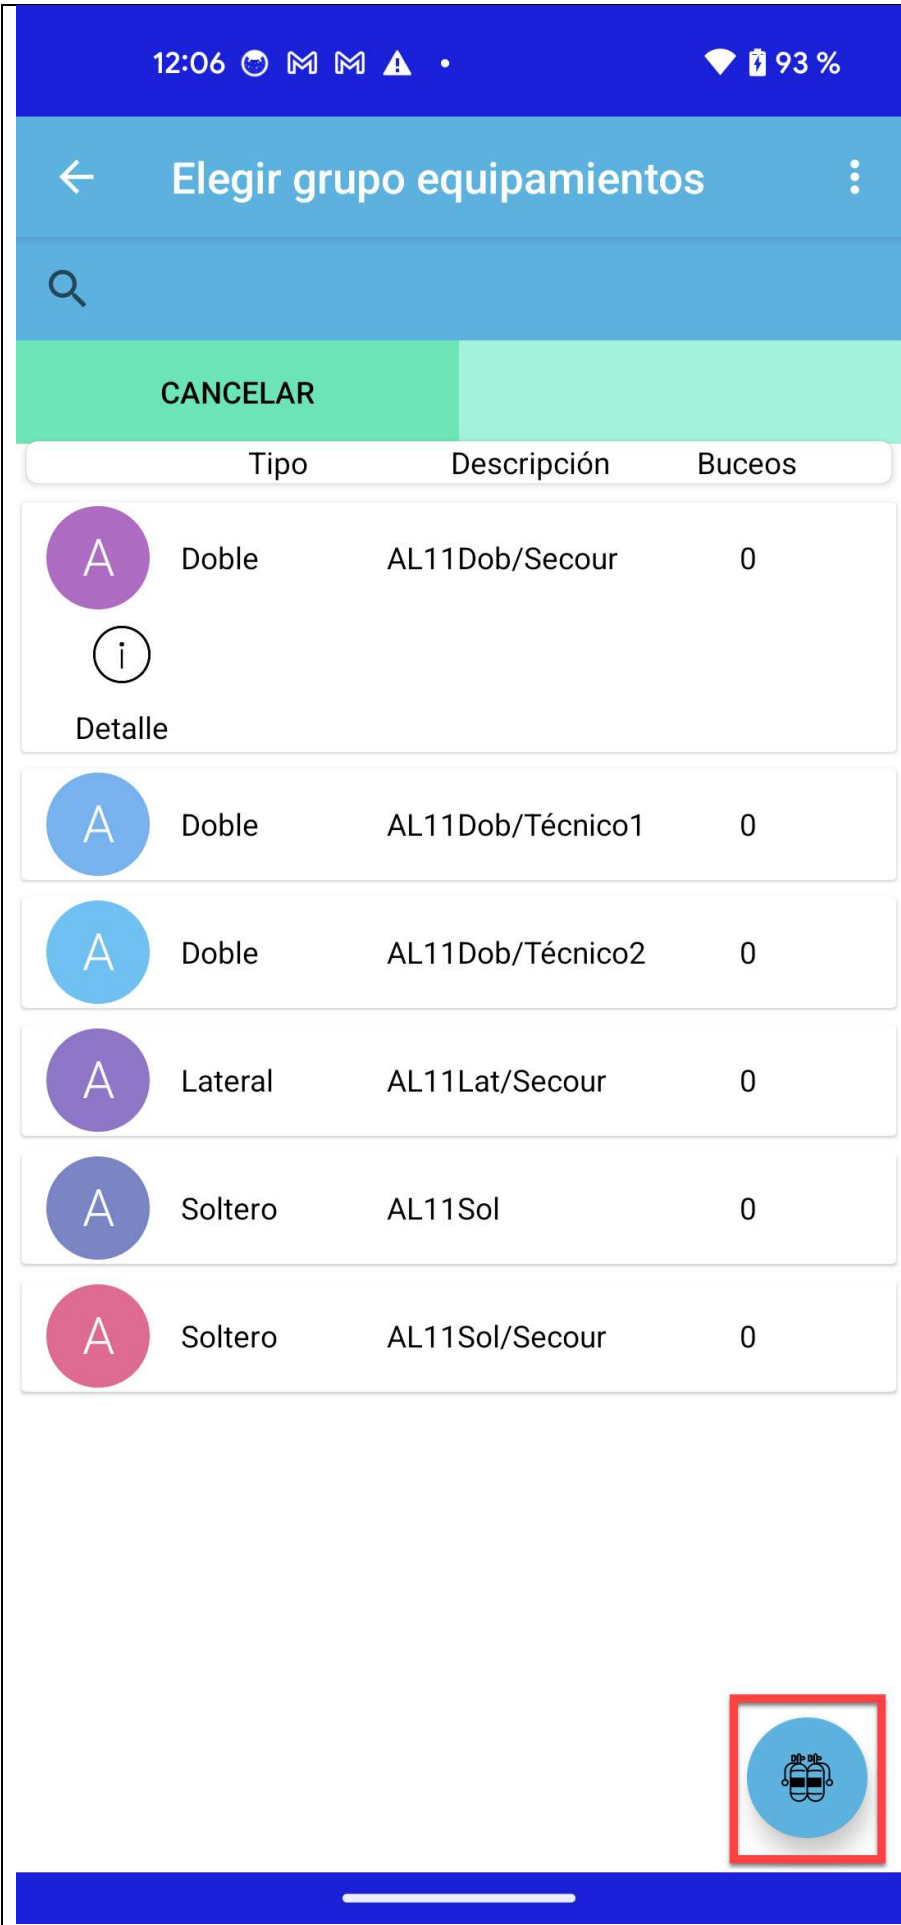 12:06 93 %
Elegir grupo equipamientos
CANCELAR
Tipo Descripción Buceos
A Doble AL11Dob/Secour 0
i
Detalle
A Doble AL11Dob/Técnico1 0
A Doble AL11Dob/Técnico2 0
A Lateral AL11Lat/Secour 0
A Soltero AL11Sol 0
A Soltero AL11Sol/Secour 0